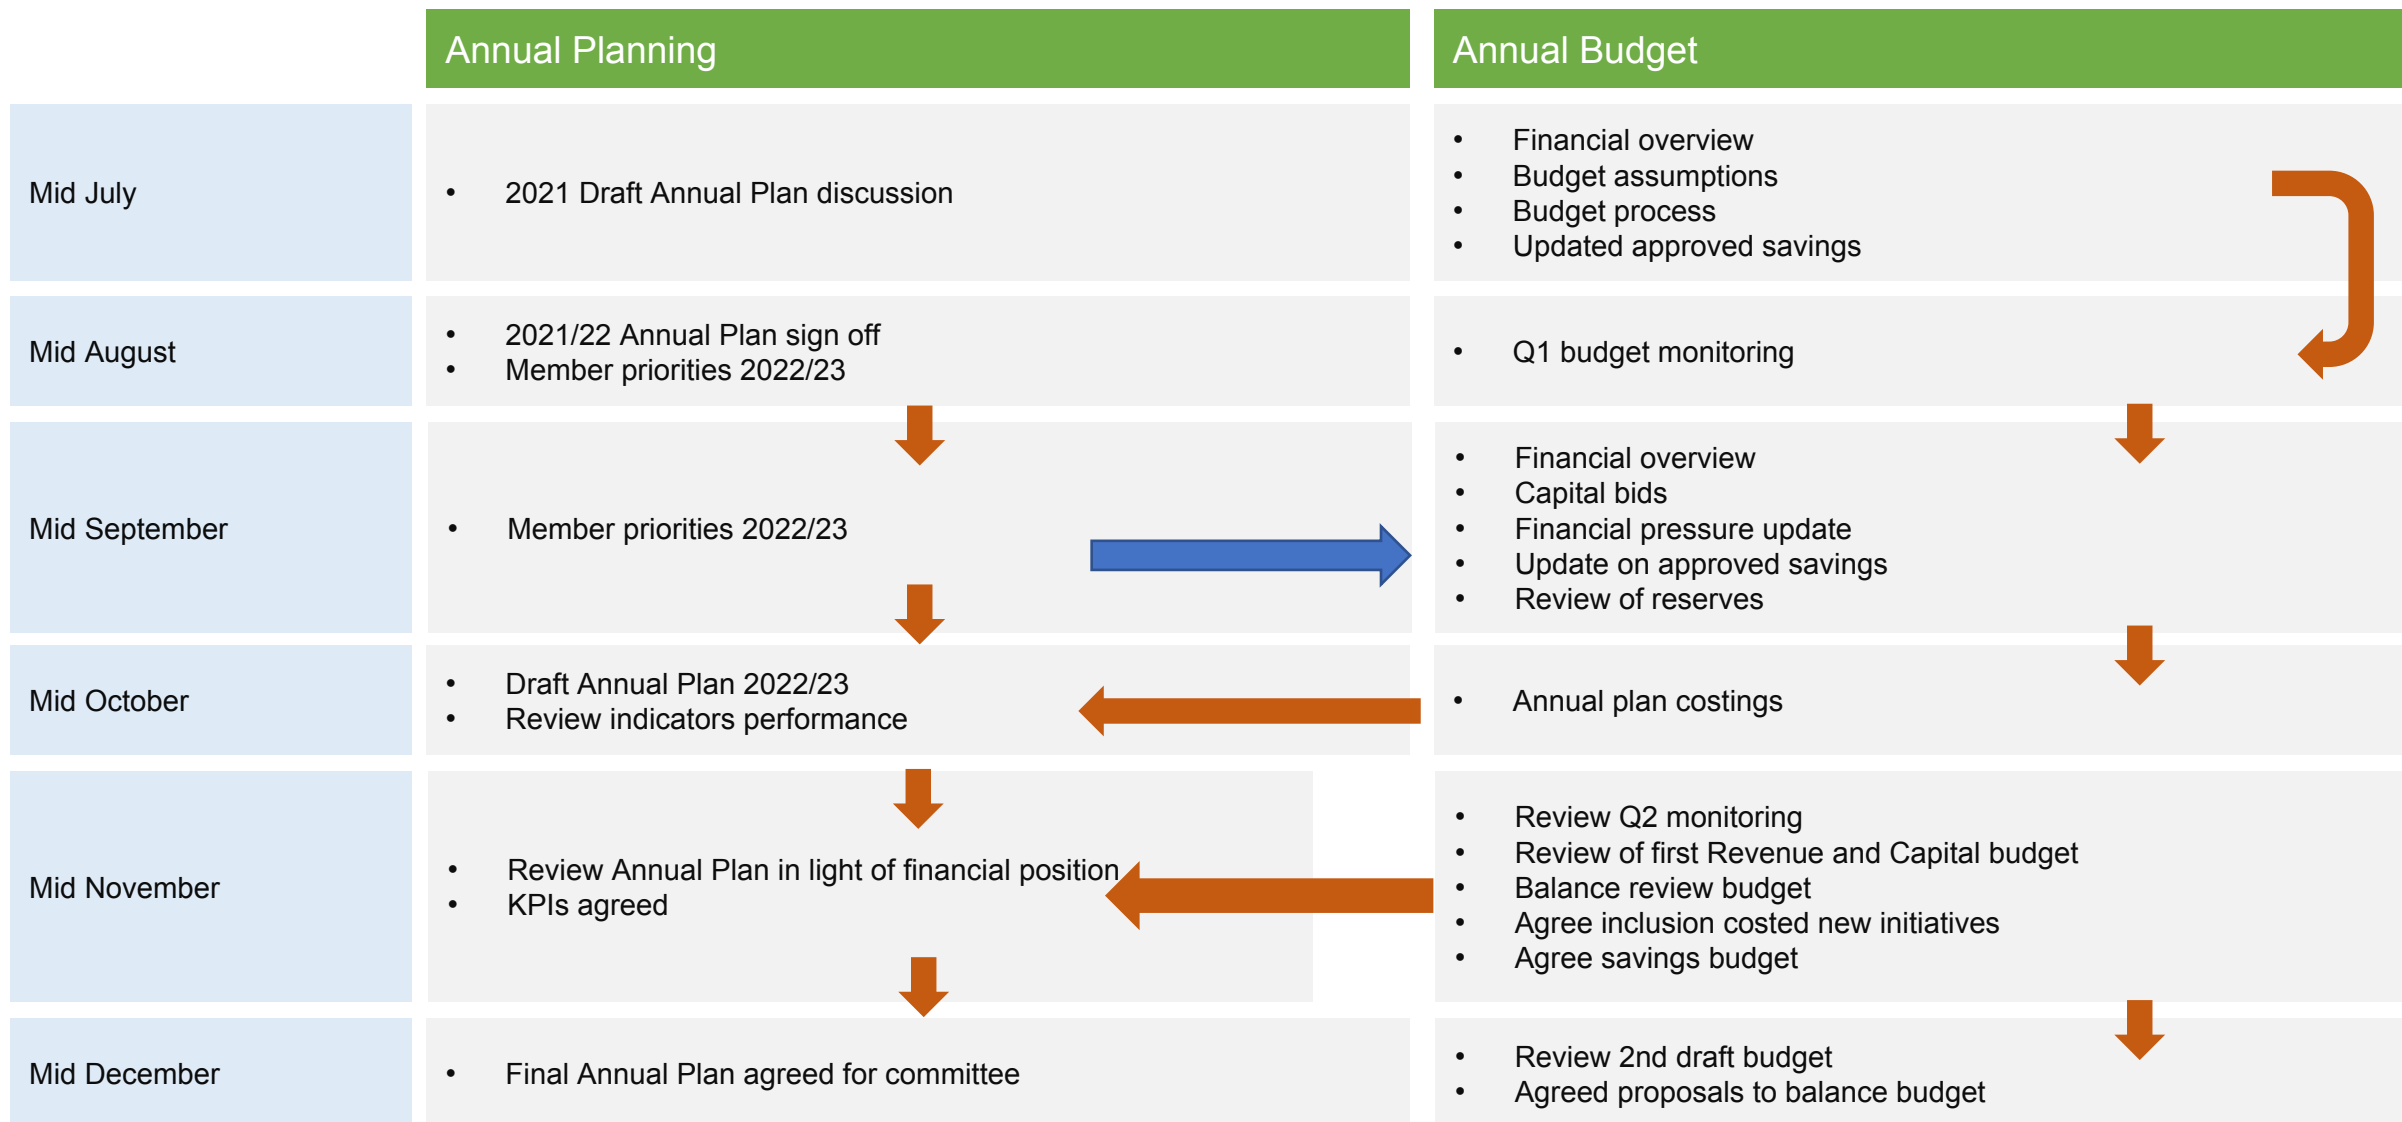 Annual Planning
Annual Budget
Mid July
• 2021 Draft Annual Plan discussion
• Financial overview
• Budget assumptions
• Budget process
• Updated approved savings
Mid August
• 2021/22 Annual Plan sign off
• Member priorities 2022/23
• Q1 budget monitoring
Mid September
• Member priorities 2022/23
• Financial overview
• Capital bids
• Financial pressure update
• Update on approved savings
• Review of reserves
Mid October
• Draft Annual Plan 2022/23
• Review indicators performance
• Annual plan costings
Mid November
• Review Annual Plan in light of financial position
• KPIs agreed
• Review Q2 monitoring
• Review of first Revenue and Capital budget
• Balance review budget
• Agree inclusion costed new initiatives
• Agree savings budget
Mid December
• Final Annual Plan agreed for committee
• Review 2nd draft budget
• Agreed proposals to balance budget